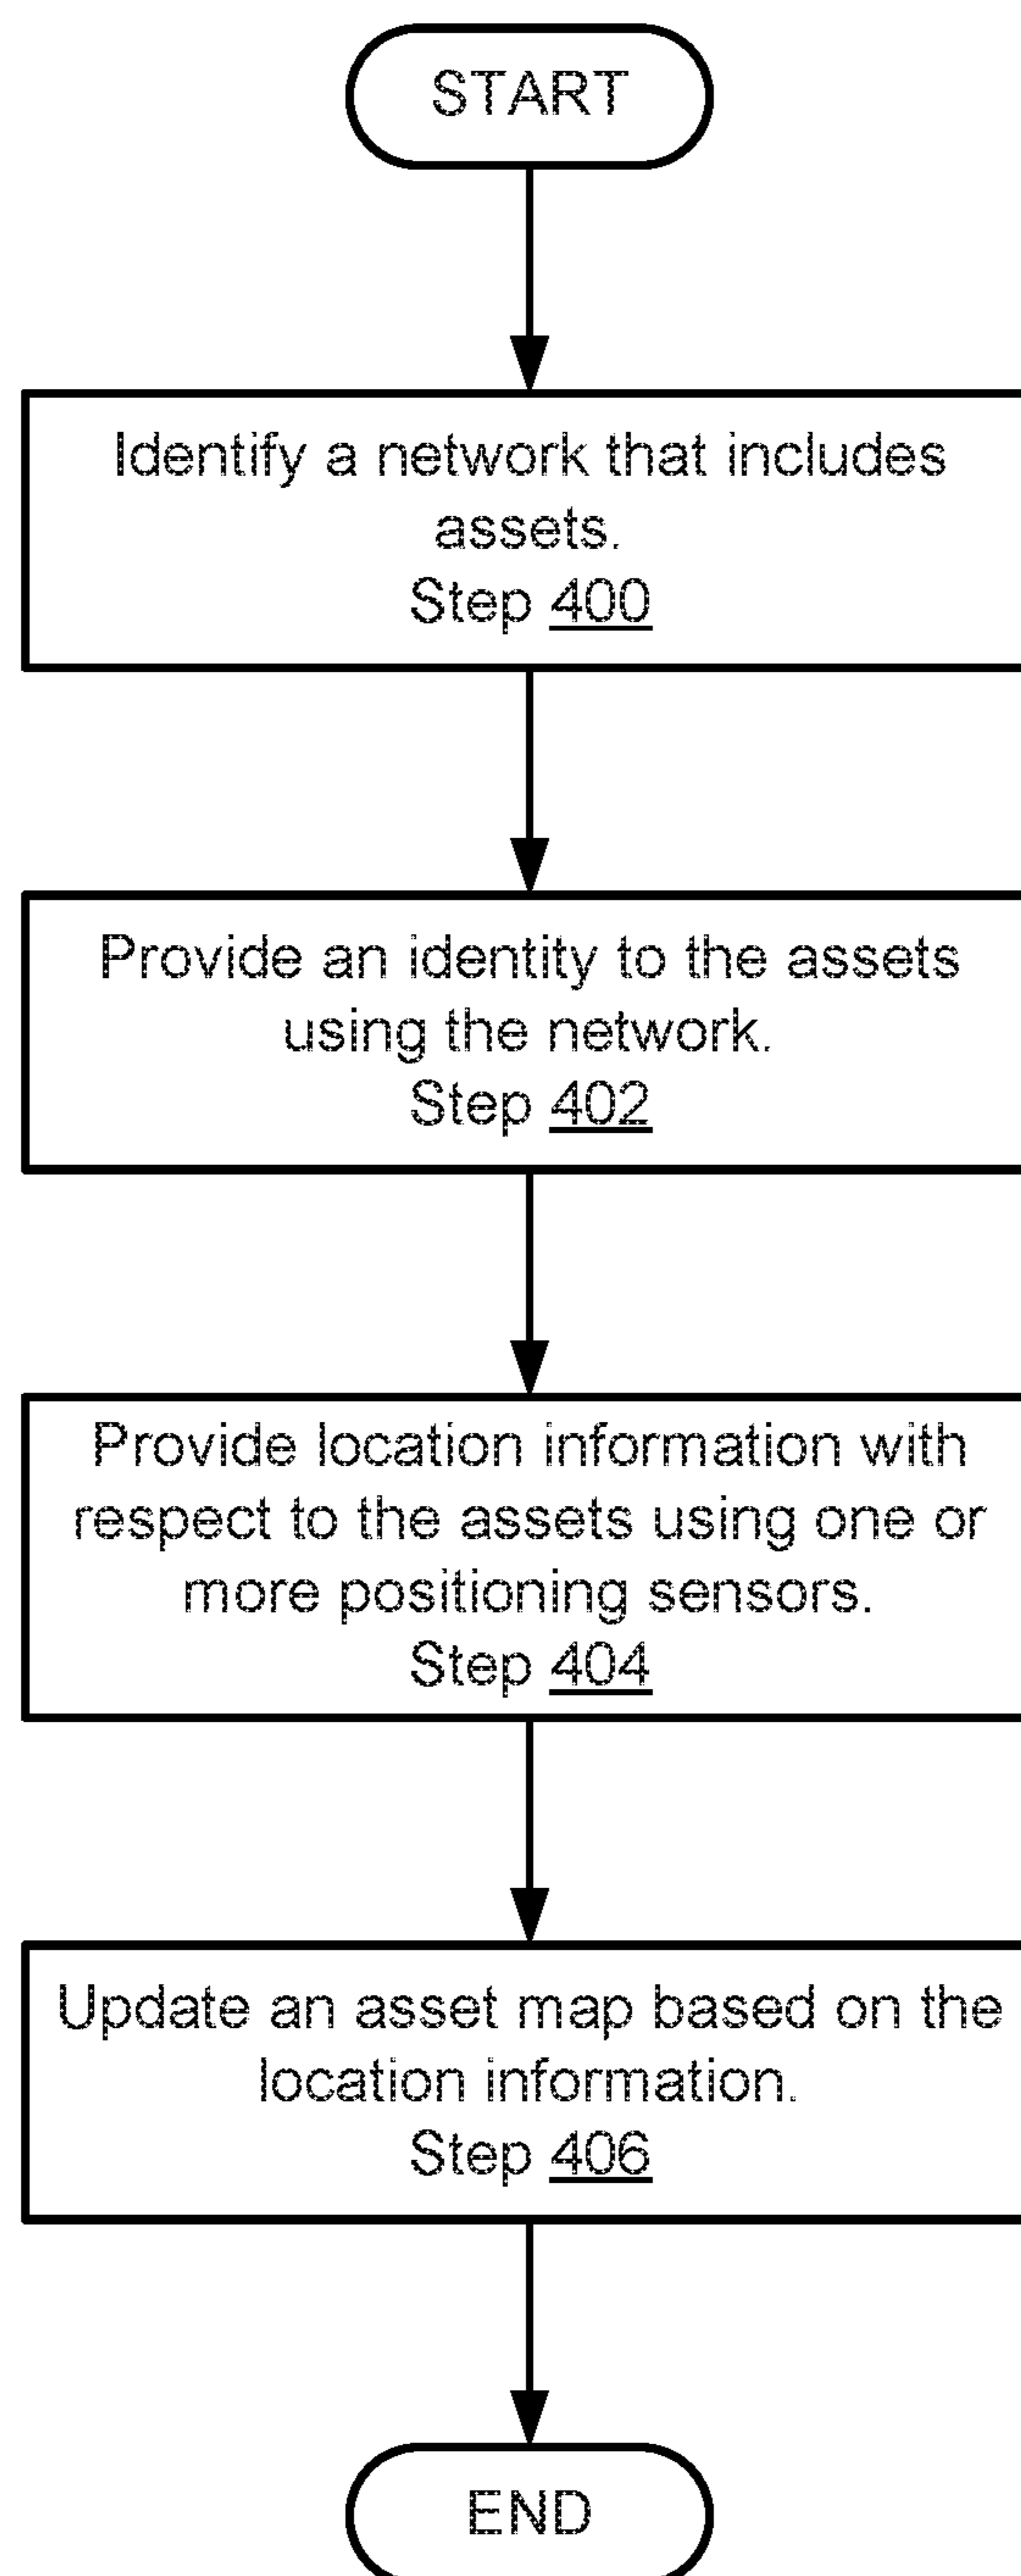 START
Identify a network that includes
assets.
Step 400
Provide an identity to the assets
using the network.
Step 402
Provide location information with
respect to the assets using one or
more positioning sensors.
Step 404
Update an asset map based on the
location information.
Step 406
END